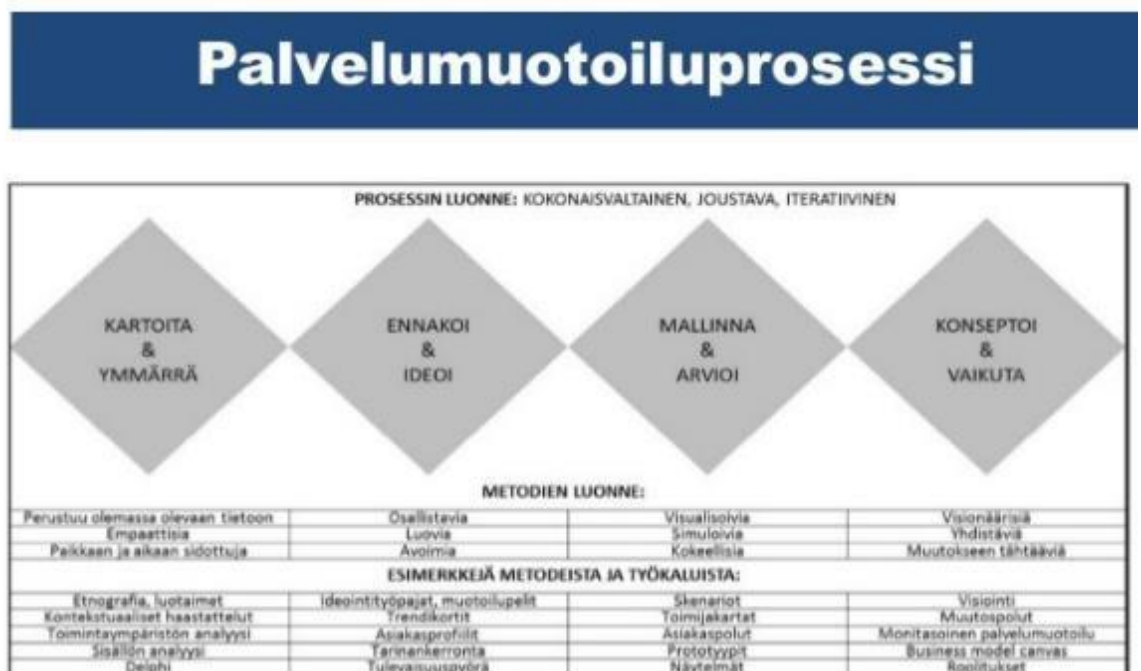 Palvelumuotoiluprosessi
PROSESSIN LUONNE: KOKONAISVALTAINEN, JOUSTAVA, ITERATIIVINEN
KARTOITA & YMMÄRRÄ
ENNAKOI & IDEOI
MALLINNA & ARVIOI
KONSEPTOI & VAIKUTA
METODIEN LUONNE:
Perustuu olemassa olevaan tietoon Osallistavia Visualisoivia Visionäärisiä
Empaattisia Luovia Simuloivia Yhdistäviä
Paikkaan ja aikaan sidottuja Avoimia Kokeellisia Muutokseen tähtääviä
ESIMERKKEJÄ METODEISTA JA TYÖKALUISTA:
Etnografia, luotaimet Ideointityöpajat, muotoilupelit Skenariot Visiointi
Kontekstuaaliset haastattelut Trendikortit Toimijakartat Muutospolut
Toimintaympäristön analyysi Asiakasprofiilit Asiakaspolut Monitasoinen palvelumuotoilu
Sisällön analyysi Tarinankerronta Prototyypit Business model canvas
Delphi Tulevaisuuspyörä Näytelmät Roolitukset